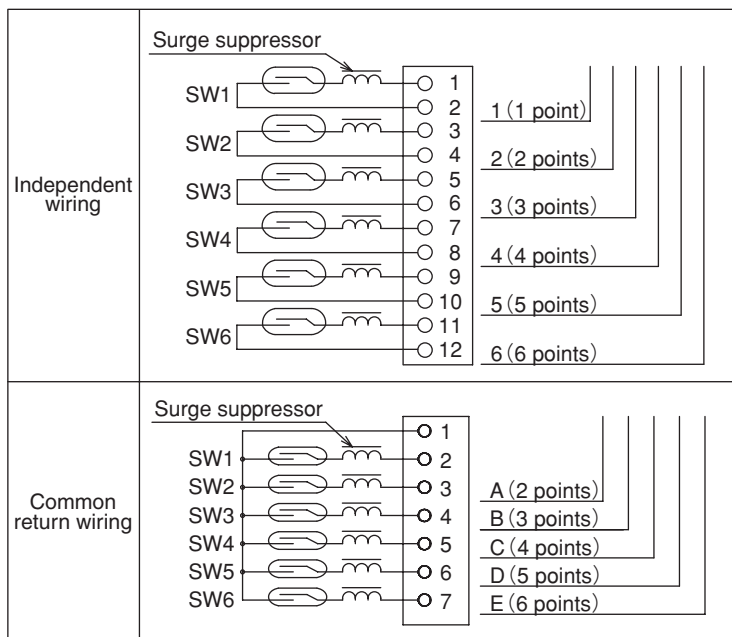 Independent
wiring
Surge suppressor
SW1
SW2
SW3
SW4
SW5
SW6
1
2
3
4
5
6
7
8
9
10
11
12
1 (1 point)
2 (2 points)
3 (3 points)
4 (4 points)
5 (5 points)
6 (6 points)
Common
return wiring
Surge suppressor
SW1
SW2
SW3
SW4
SW5
SW6
1
2
3
4
5
6
7
A (2 points)
B (3 points)
C (4 points)
D (5 points)
E (6 points)